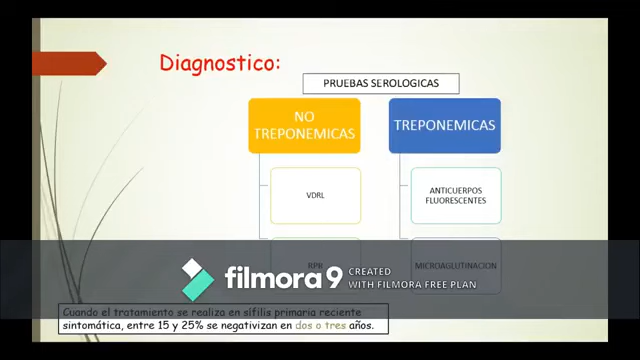 Diagnostico:
PRUEBAS SEROLOGICAS
NO
TREPONEMICAS
TREPONEMICAS
VDRL
ANTICUERPOS
FLUORESCENTES
RPR
MICROAGLUTINACION
filmora9
CREATED
WITH FILMORA FREE PLAN
Cuando el tratamiento se realiza en sífilis primaria reciente
sintomática, entre 15 y 25% se negativizan en dos o tres años.